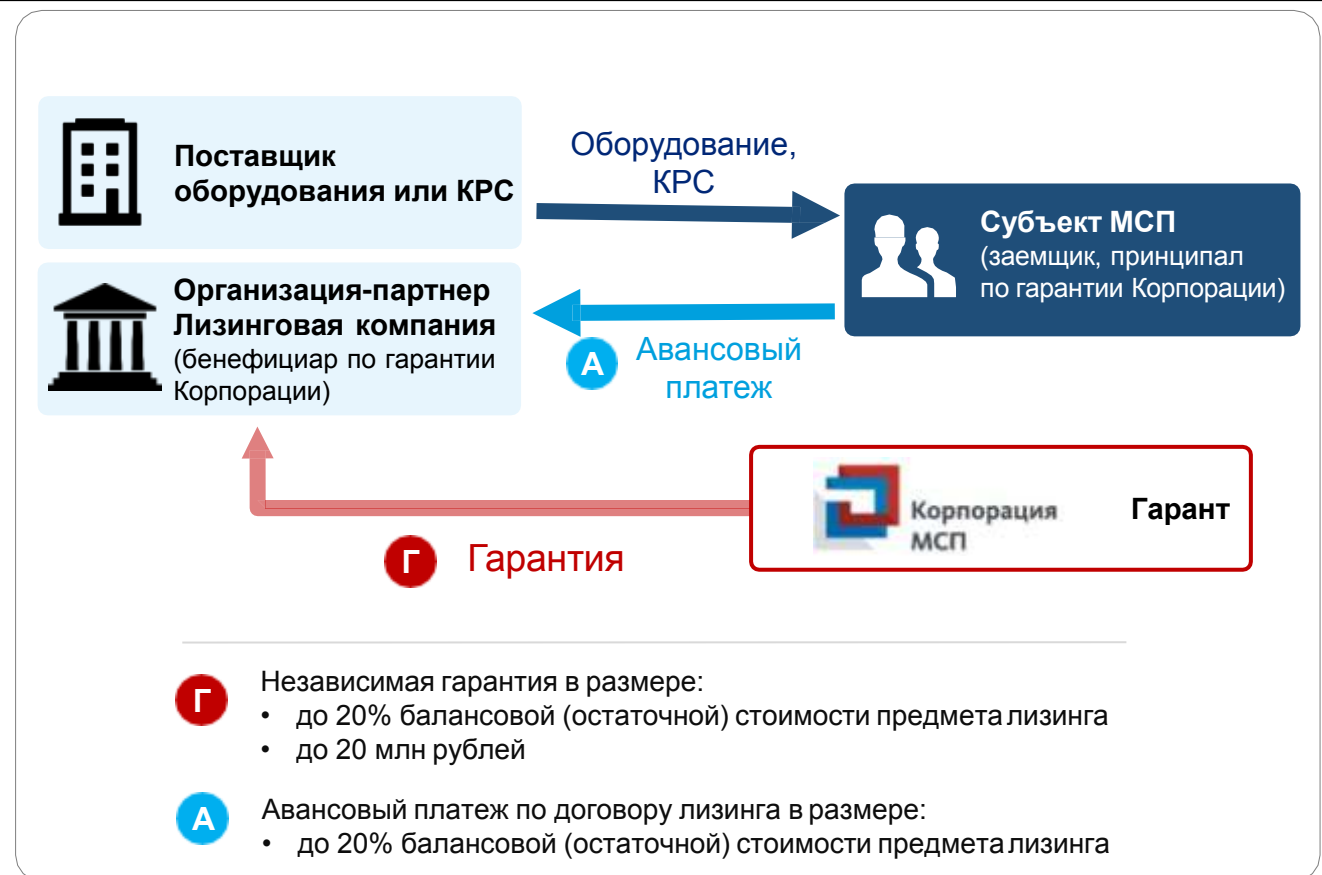 Поставщик
оборудования или КРС
Оборудование,
КРС
Субъект МСП
(заемщик, принципал
по гарантии Корпорации)
Организация-партнер
Лизинговая компания
(бенефициар по гарантии
Корпорации)
А
Авансовый
платеж
Корпорация
МСП
Гарант
Г
Гарантия
Г
Независимая гарантия в размере:
• до 20% балансовой (остаточной) стоимости предмета лизинга
• до 20 млн рублей
А
Авансовый платеж по договору лизинга в размере:
• до 20% балансовой (остаточной) стоимости предмета лизинга